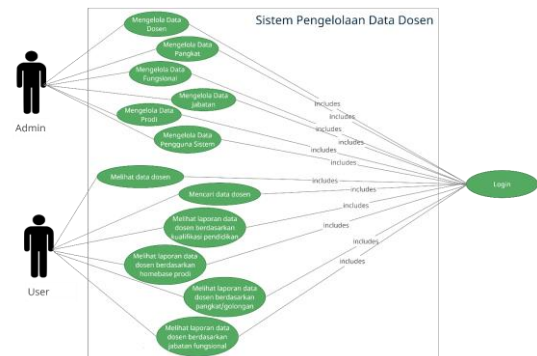 Sistem Pengelolaan Data Dosen
Mengelola Data
Dosen
Mengelola Data
Pangkat
Mengelola Data
Fungsional
Mengelola Data
Jabatan
Mengelola Data
Prodi
Mengelola Data
Pengguna Sistem
Admin
includes
includes
includes
includes
includes
includes
Login
Melihat data dosen
includes
Mencari data dosen
includes
Melihat laporan data
dosen berdasarkan
kualifikasi pendidikan
includes
Melihat laporan data
dosen berdasarkan
homebase prodi
includes
Melihat laporan data
dosen berdasarkan
pangkat/golongan
includes
Melihat laporan data
dosen berdasarkan
jabatan fungsional
includes
User